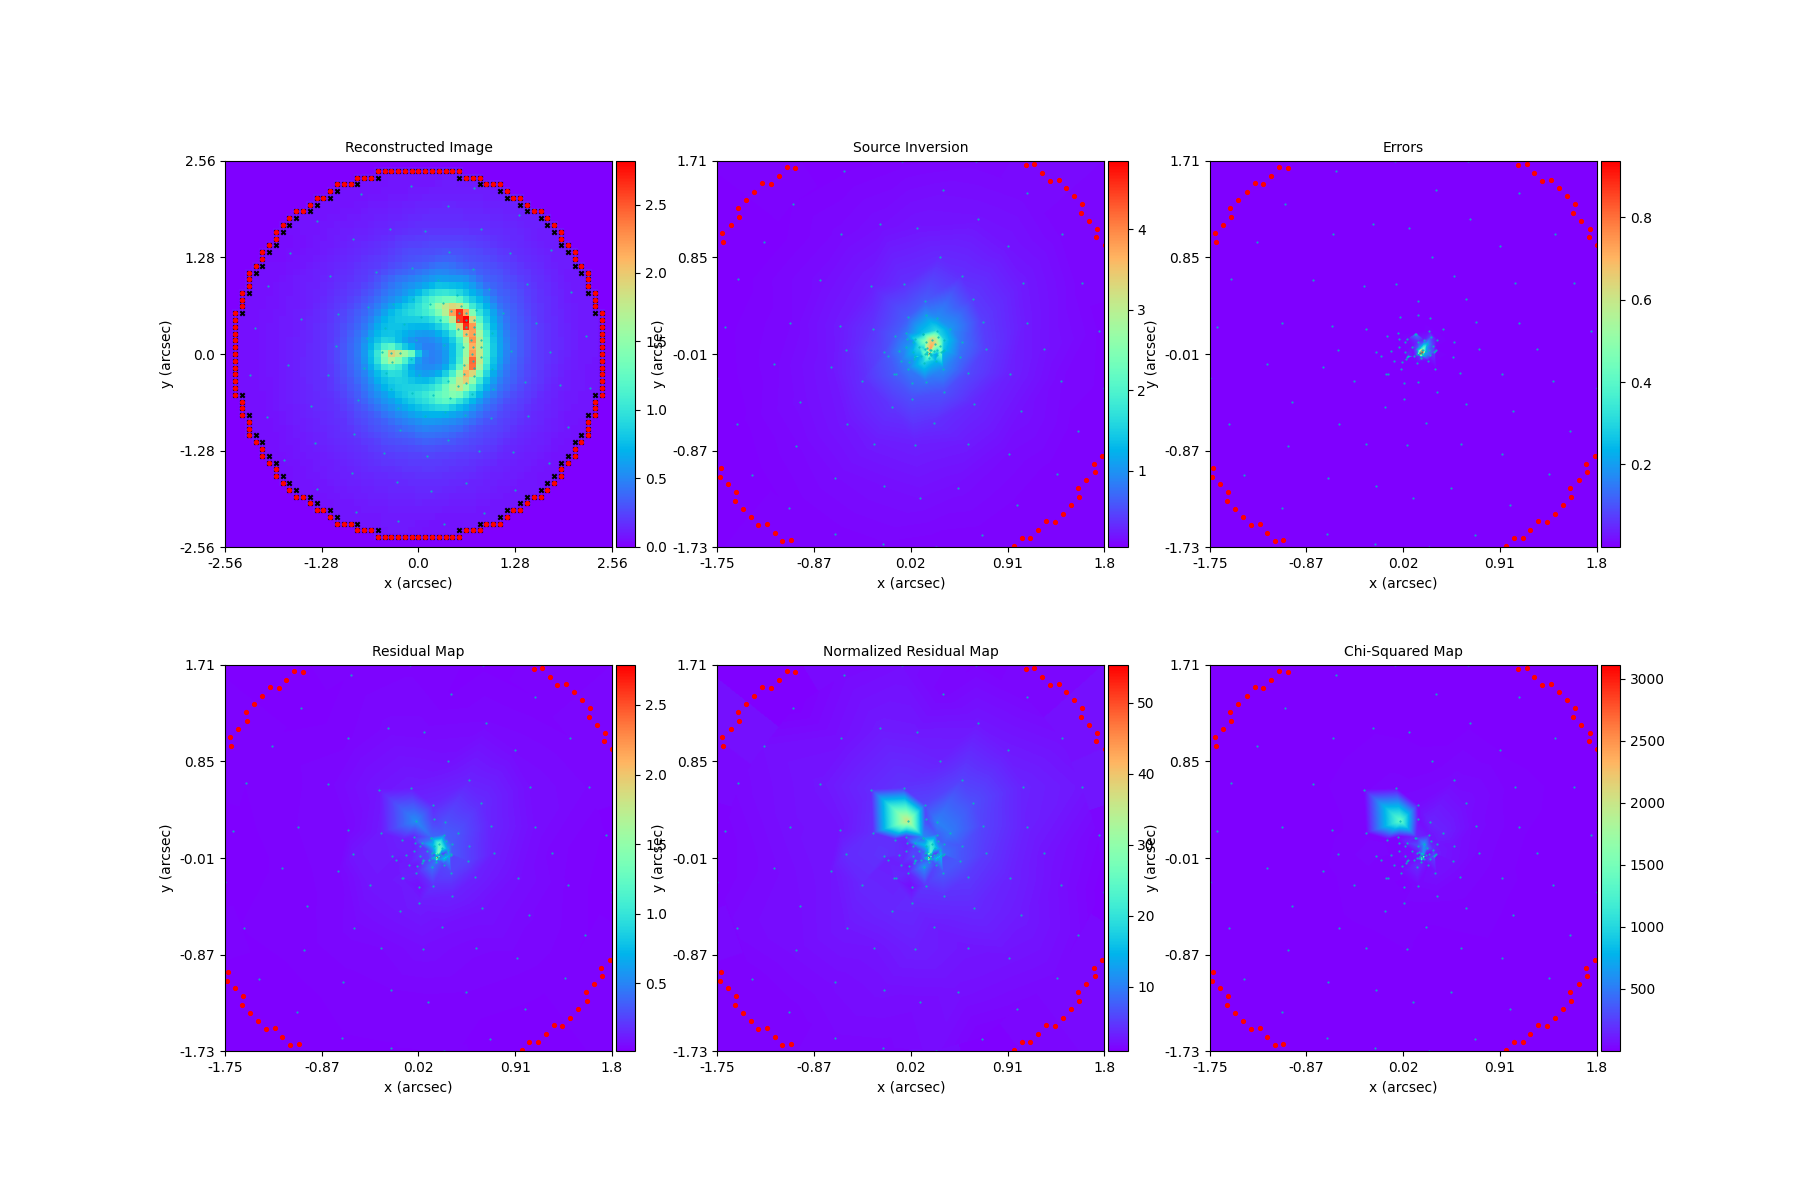 Reconstructed Image
2.56
1.28
0.0
-1.28
-2.56
y (arcsec)
-2.56 -1.28 0.0 1.28 2.56
x (arcsec)
2.5
2.0
1.5
1.0
0.5
0.0
Source Inversion
1.71
0.85
-0.01
-0.87
-1.73
y (arcsec)
-1.75 -0.87 0.02 0.91 1.8
x (arcsec)
4
3
2
1
Errors
1.71
0.85
-0.01
-0.87
-1.73
y (arcsec)
-1.75 -0.87 0.02 0.91 1.8
x (arcsec)
0.8
0.6
0.4
0.2
Residual Map
1.71
0.85
-0.01
-0.87
-1.73
y (arcsec)
-1.75 -0.87 0.02 0.91 1.8
x (arcsec)
2.5
2.0
1.5
1.0
0.5
Normalized Residual Map
1.71
0.85
-0.01
-0.87
-1.73
y (arcsec)
-1.75 -0.87 0.02 0.91 1.8
x (arcsec)
50
40
30
20
10
Chi-Squared Map
1.71
0.85
-0.01
-0.87
-1.73
y (arcsec)
-1.75 -0.87 0.02 0.91 1.8
x (arcsec)
3000
2500
2000
1500
1000
500